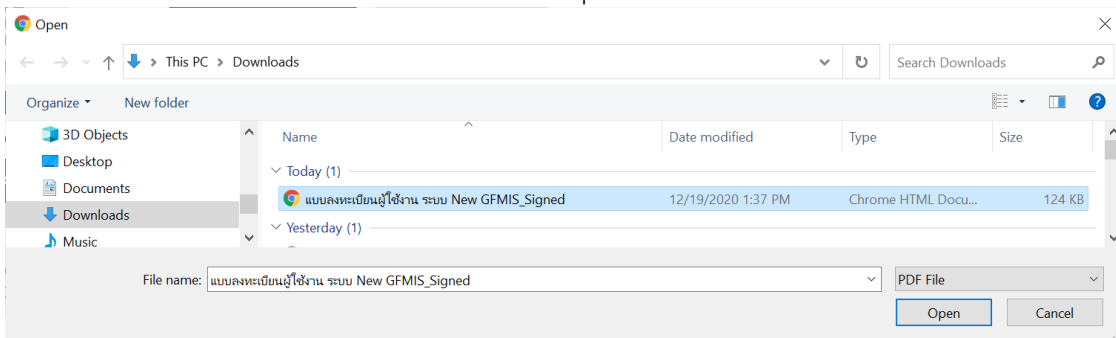 Open
This PC > Downloads
Search Downloads
Organize
New folder
3D Objects
Name
Date modified
Type
Size
Desktop
Today (1)
Documents
แบบลงทะเบียนผู้ใช้งาน ระบบ New GFMIS_Signed
12/19/2020 1:37 PM
Chrome HTML Docu...
124 KB
Downloads
Yesterday (1)
Music
File name:
แบบลงทะเบียนผู้ใช้งาน ระบบ New GFMIS_Signed
PDF File
Open
Cancel